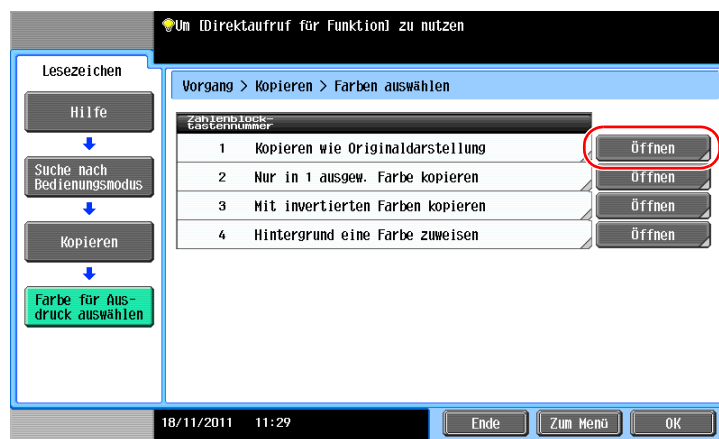 Um [Direktaufruf für Funktion] zu nutzen
Lesezeichen
Hilfe
Suche nach
Bedienungsmodus
Kopieren
Farbe für Aus-
druck auswählen
Vorgang > Kopieren > Farben auswählen
Zahlenblock-
tastennummer
1 Kopieren wie Originaldarstellung Öffnen
2 Nur in 1 ausgew. Farbe kopieren Öffnen
3 Mit invertierten Farben kopieren Öffnen
4 Hintergrund eine Farbe zuweisen Öffnen
18/11/2011 11:29 Ende Zum Menü OK